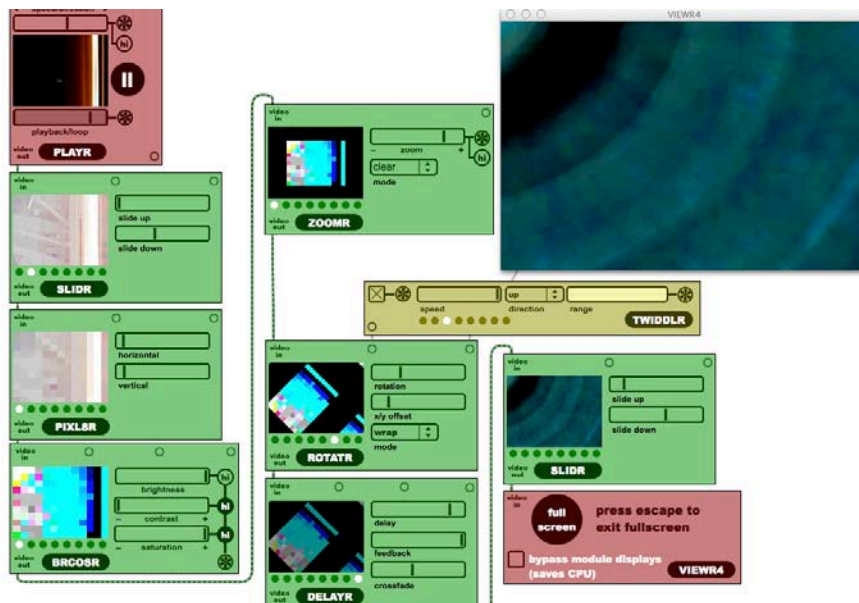 hi
playback/loop
video out
PLAYR
video in
slide up
slide down
video out
SLIDR
video in
horizontal
vertical
video out
PIXL8R
video in
brightness
hi
– contrast +
hi
– saturation +
hi
video out
BRCOSR
video in
– zoom +
hi
clear
mode
video out
ZOOMR
VIEWR4
speed
up
direction
range
TWIDDLR
video in
rotation
x/y offset
wrap
mode
video out
ROTATR
video in
delay
feedback
crossfade
video out
DELAYR
video in
slide up
slide down
video out
SLIDR
video in
full screen
press escape to
exit fullscreen
bypass module displays
(saves CPU)
VIEWR4